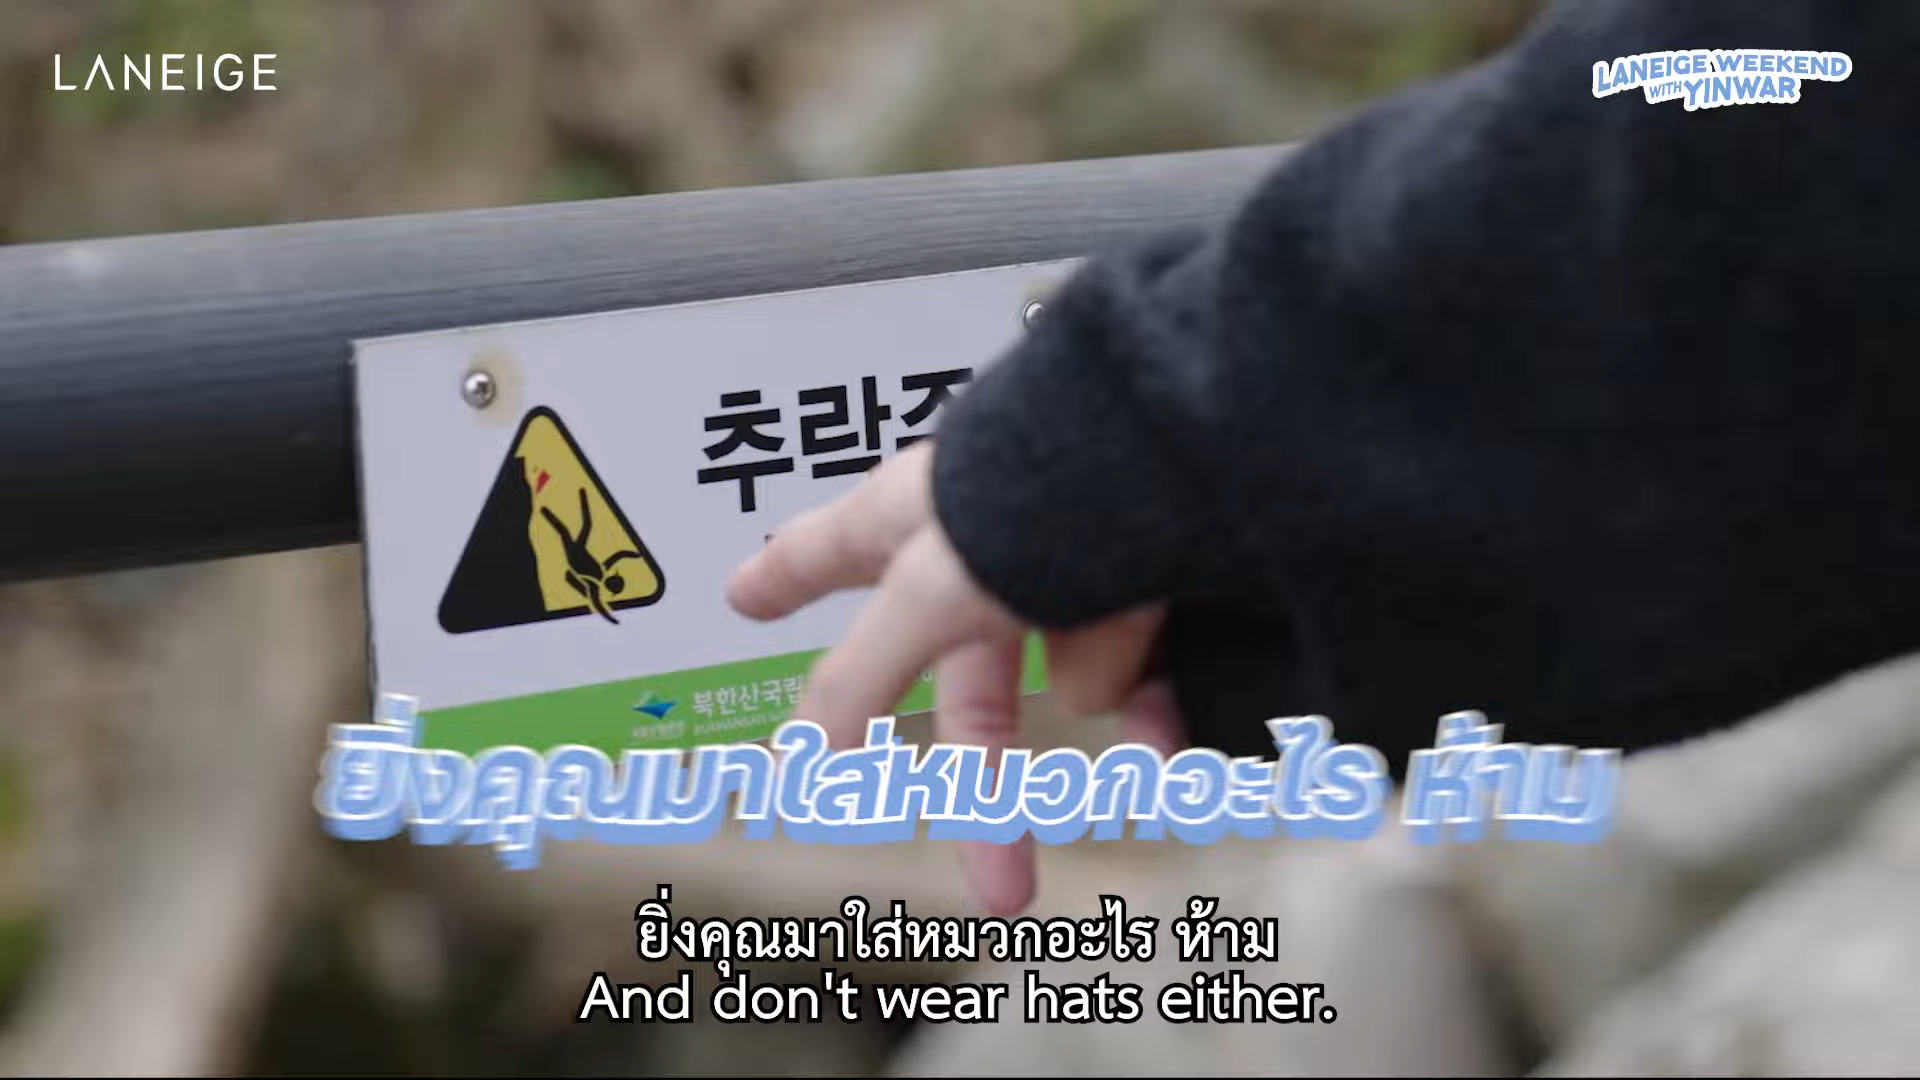 LANEIGE
LANEIGE WEEKEND
WITH YINWAR
추락
북한산국립
ยิ่งคุณมาใส่หมวกอะไร ห้าม
ยิ่งคุณมาใส่หมวกอะไร ห้าม
And don't wear hats either.